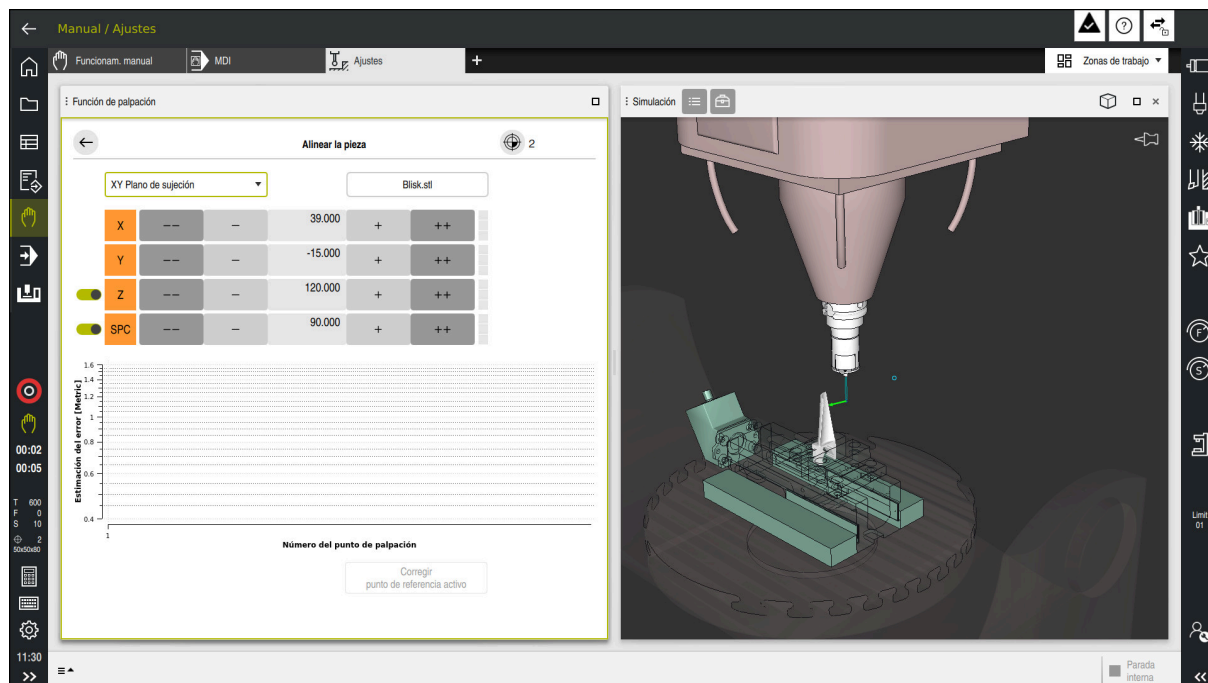 Manual / Ajustes
Funcionam. manual
MDI
Ajustes
+
Zonas de trabajo
Función de palpación
Alinear la pieza
2
XY Plano de sujeción
Blisk.stl
X -- - 39.000 + ++
Y -- - -15.000 + ++
Z -- - 120.000 + ++
SPC -- - 90.000 + ++
Estimación del error [Metric]
1.6
1.4
1.2
1
0.8
0.6
0.4
1
Número del punto de palpación
Corregir
punto de referencia activo
Simulación
00:02
00:05
T 600
F 0
S 10
2
50x50x80
11:30
F
S
Limit
01
Parada
interna